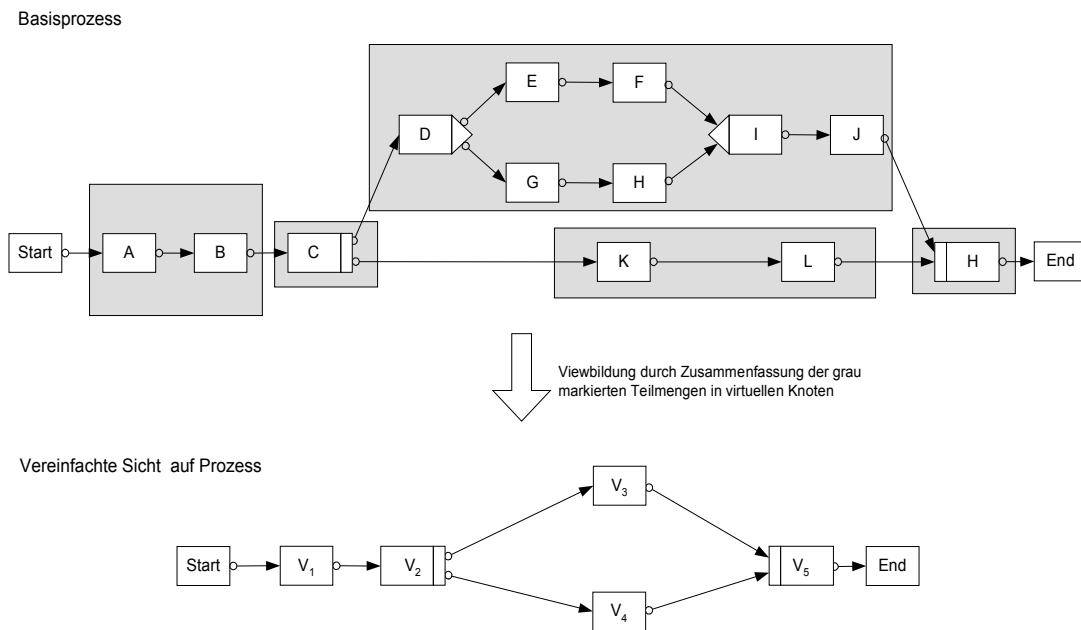 Basisprozess
E
F
D
I
J
G
H
Start
A
B
C
K
L
H
End
Viewbildung durch Zusammenfassung der grau
markierten Teilmengen in virtuellen Knoten
Vereinfachte Sicht auf Prozess
V3
Start
V1
V2
V5
End
V4